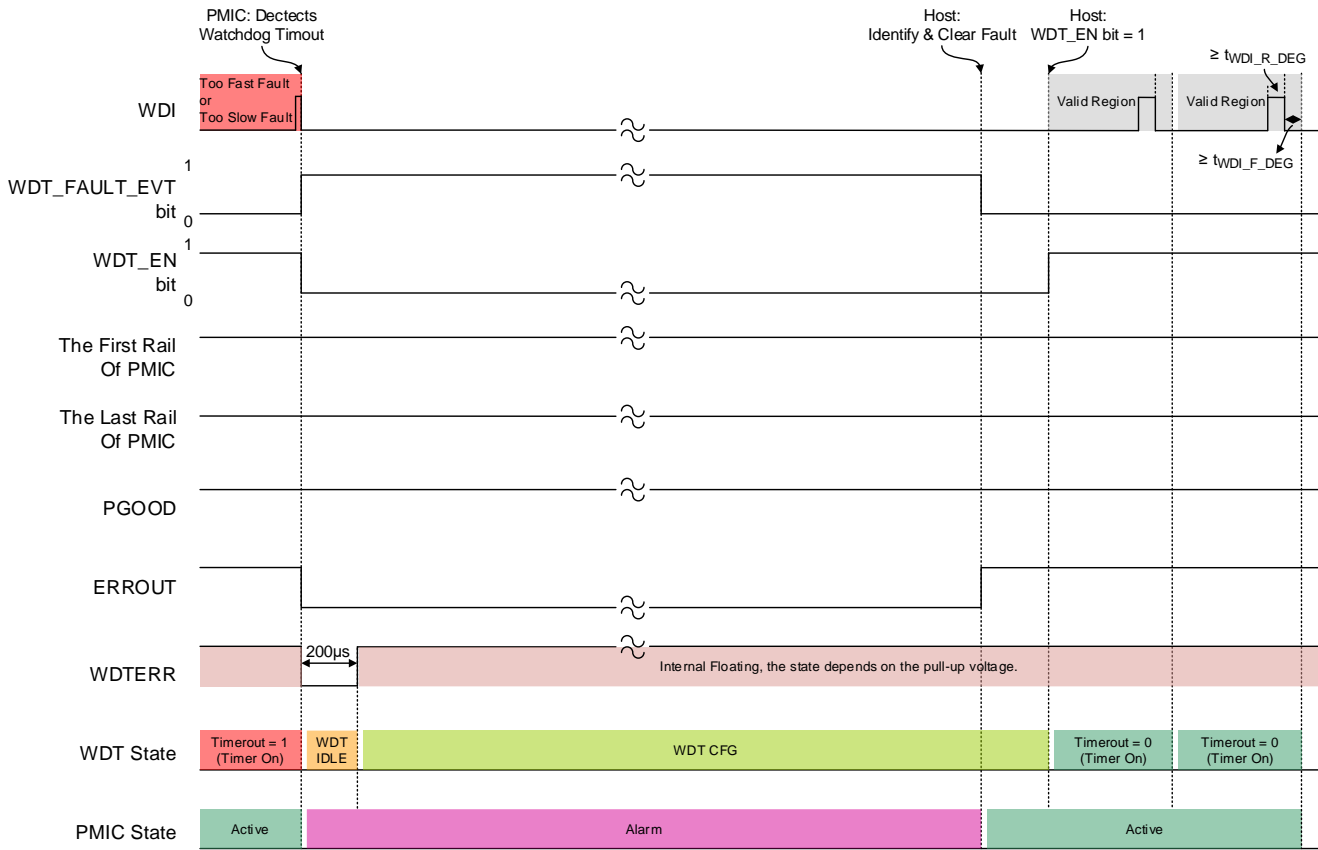 PMIC: Dectects
Watchdog Timout
Host:
Identify & Clear Fault
Host:
WDT_EN bit = 1
≥ tWDI_R_DEG
WDI
Too Fast Fault
or
Too Slow Fault
Valid Region
Valid Region
≥ tWDI_F_DEG
WDT_FAULT_EVT
bit
1
0
WDT_EN
bit
1
0
The First Rail
Of PMIC
The Last Rail
Of PMIC
PGOOD
ERROUT
WDTERR
200µs
Internal Floating, the state depends on the pull-up voltage.
WDT State
Timerout = 1
(Timer On)
WDT
IDLE
WDT CFG
Timerout = 0
(Timer On)
Timerout = 0
(Timer On)
PMIC State
Active
Alarm
Active